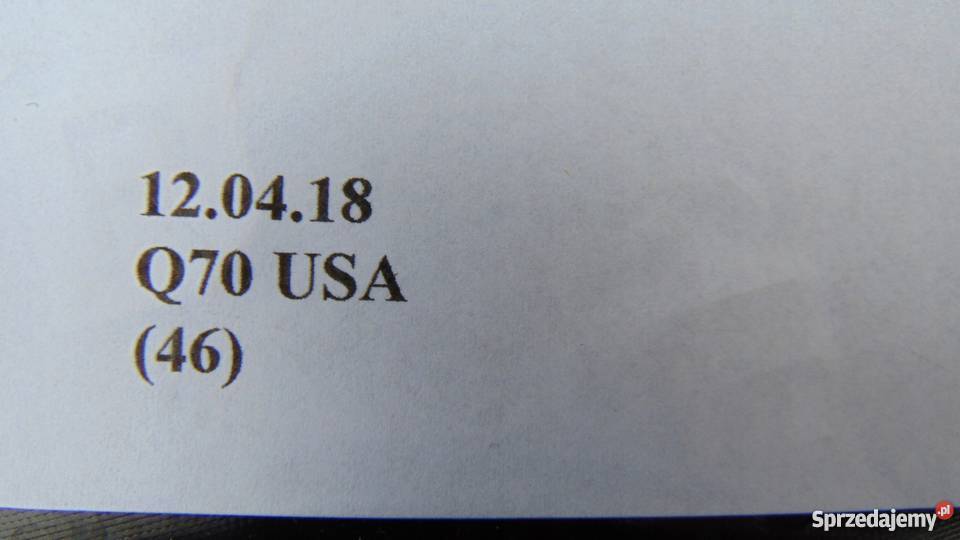 12.04.18
Q70 USA
(46)
Sprzedajemy.pl